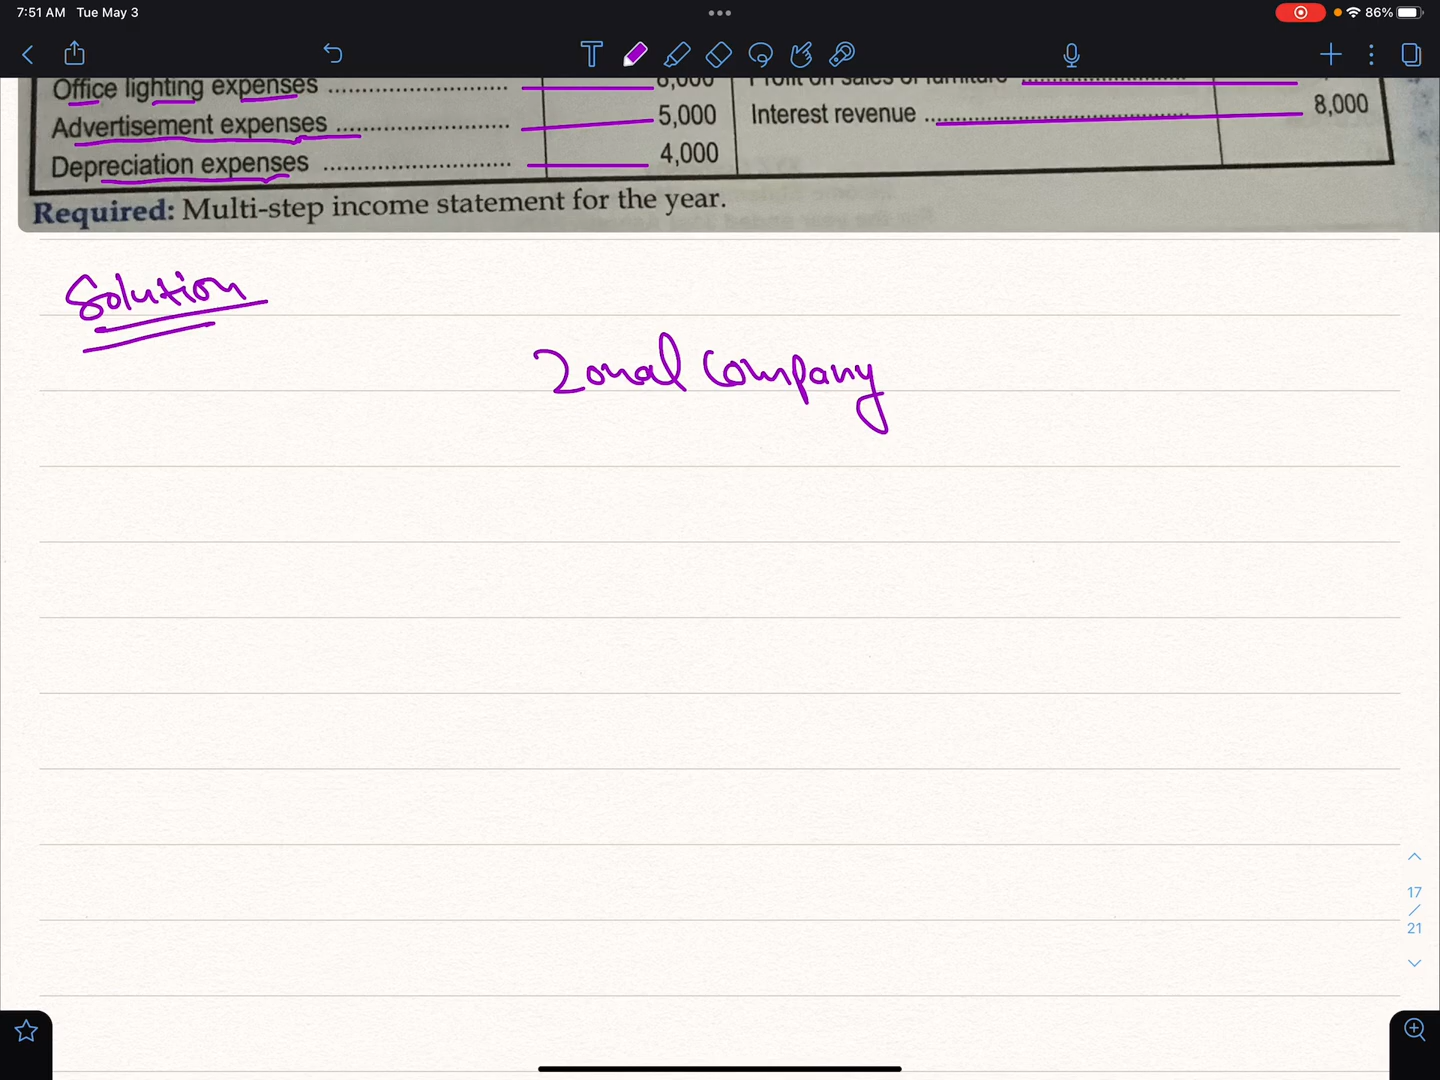 7:51 AM Tue May 3
86%
Office lighting expenses ..............................
Advertisement expenses .............................. 5,000 Interest revenue .............................. 8,000
Depreciation expenses .............................. 4,000
Required: Multi-step income statement for the year.
Solution
Zonal Company
17
/
21